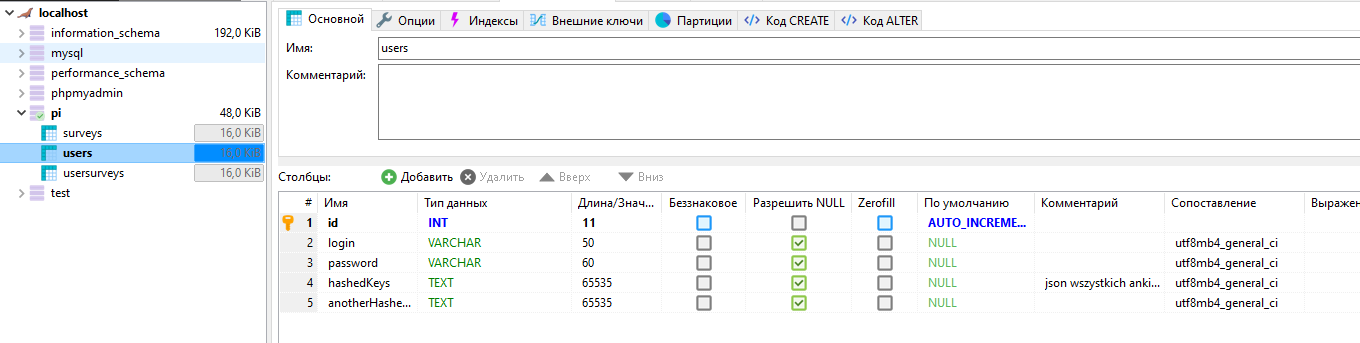 localhost
information_schema 192,0 KiB
mysql
performance_schema
phpmyadmin
pi 48,0 KiB
surveys 16,0 KiB
users 16,0 KiB
usersurveys 16,0 KiB
test
Основной Опции Индексы Внешние ключи Партиции Код CREATE Код ALTER
Имя: users
Комментарий:
Столбцы: Добавить Удалить Вверх Вниз
# Имя Тип данных Длина/Знач... Беззнаковое Разрешить NULL Zerofill По умолчанию Комментарий Сопоставление Выражен
1 id INT 11 AUTO_INCREME...
2 login VARCHAR 50 NULL utf8mb4_general_ci
3 password VARCHAR 60 NULL utf8mb4_general_ci
4 hashedKeys TEXT 65535 NULL json wszystkich anki... utf8mb4_general_ci
5 anotherHashe... TEXT 65535 NULL utf8mb4_general_ci